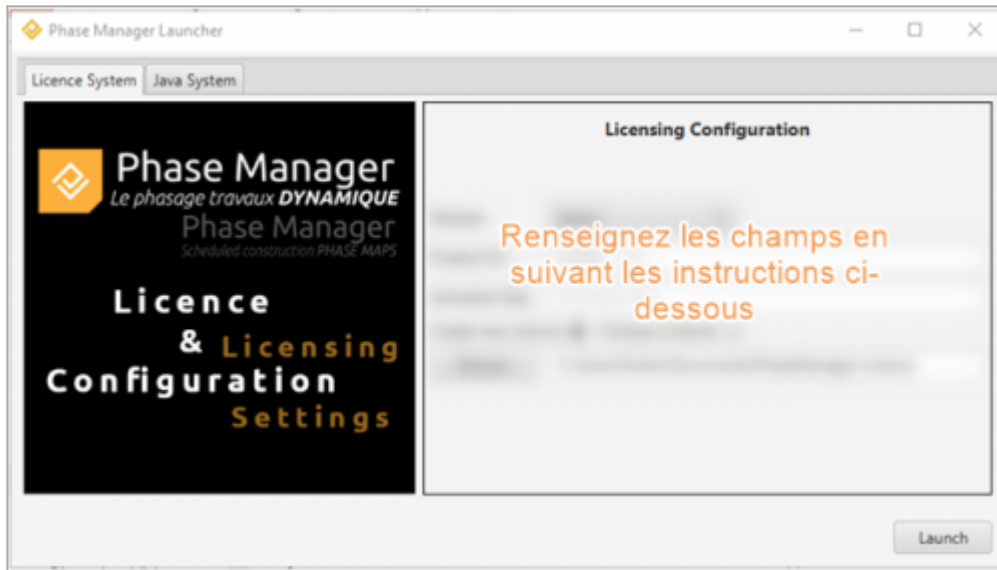 Phase Manager Launcher
Licence System
Java System
Phase Manager
Le phasage travaux DYNAMIQUE
Phase Manager
Scheduled construction PHASE MAPS
Licence
& Licensing
Configuration
Settings
Licensing Configuration
Renseignez les champs en
suivant les instructions ci-
dessous
Launch